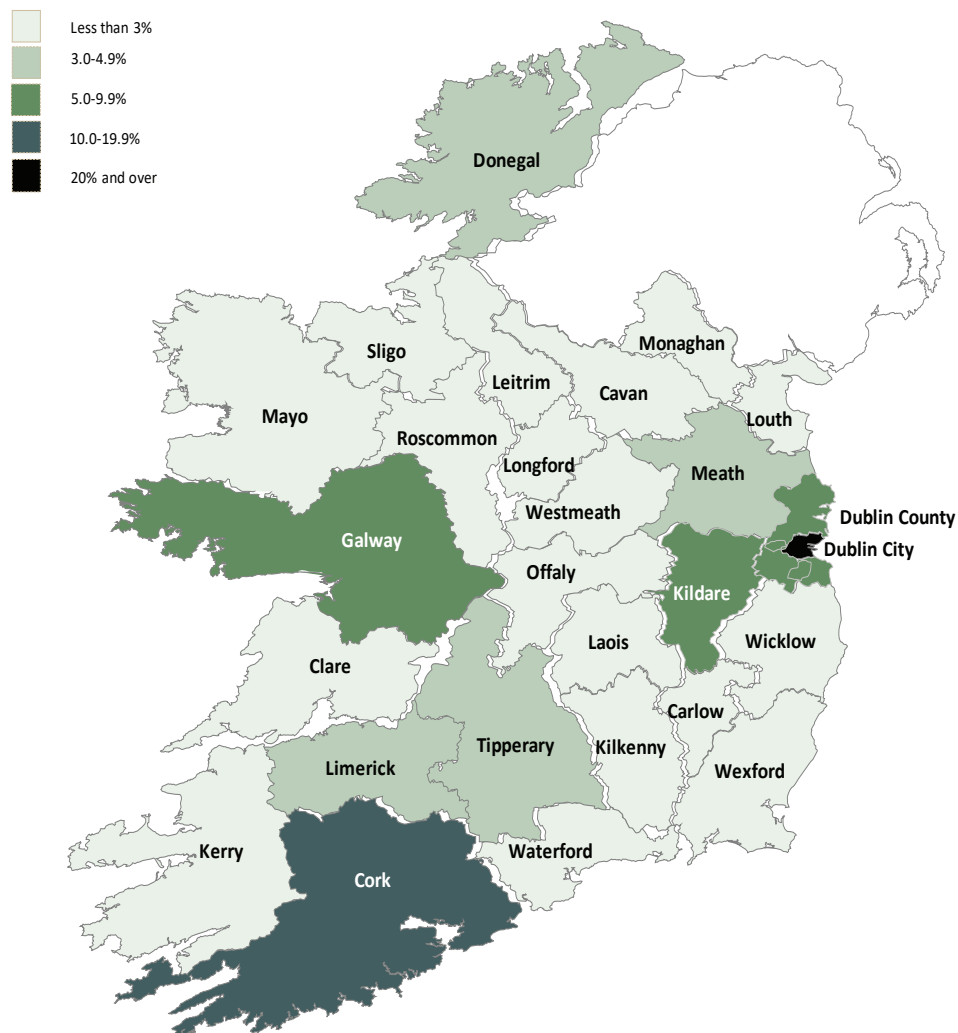 Less than 3%
3.0-4.9%
5.0-9.9%
10.0-19.9%
20% and over
Donegal
Monaghan
Sligo
Leitrim
Cavan
Mayo
Louth
Roscommon
Longford
Meath
Westmeath
Dublin County
Galway
Dublin City
Offaly
Kildare
Laois
Wicklow
Clare
Carlow
Tipperary
Kilkenny
Limerick
Wexford
Kerry
Waterford
Cork